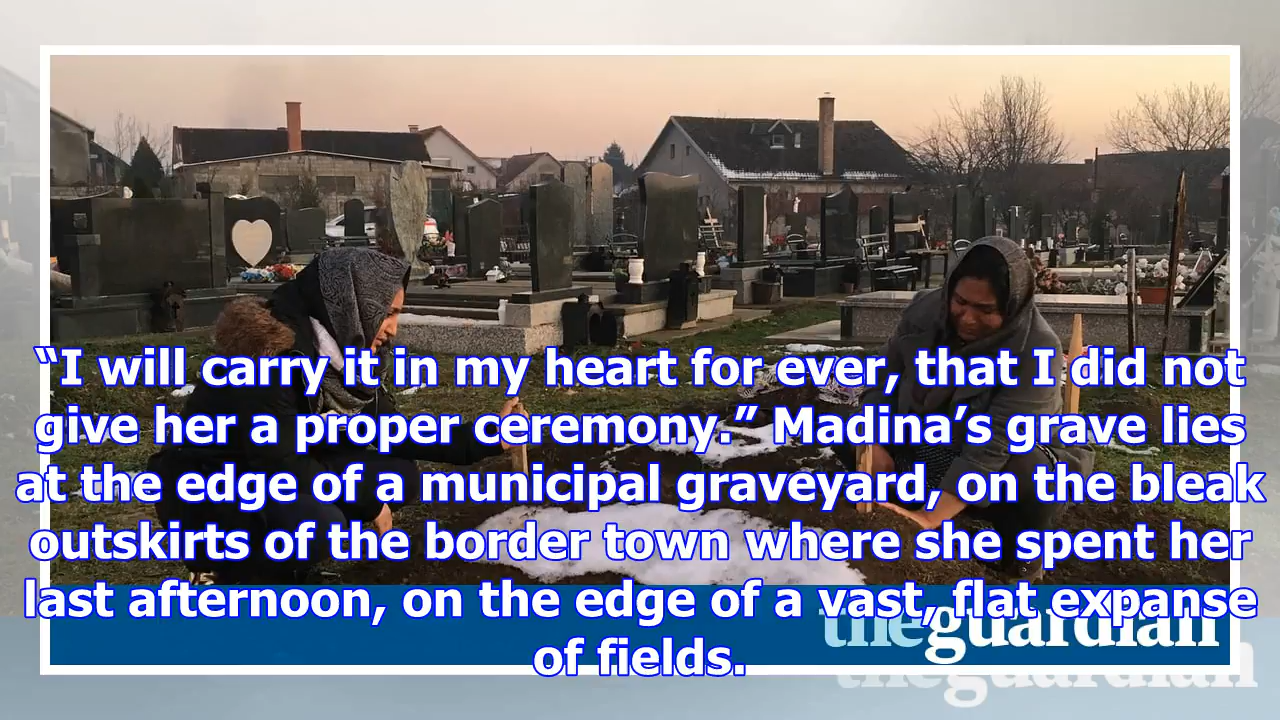 “I will carry it in my heart for ever, that I did not
give her a proper ceremony.” Madina’s grave lies
at the edge of a municipal graveyard, on the bleak
outskirts of the border town where she spent her
last afternoon, on the edge of a vast, flat expanse
of fields.
theguardian
theguardian